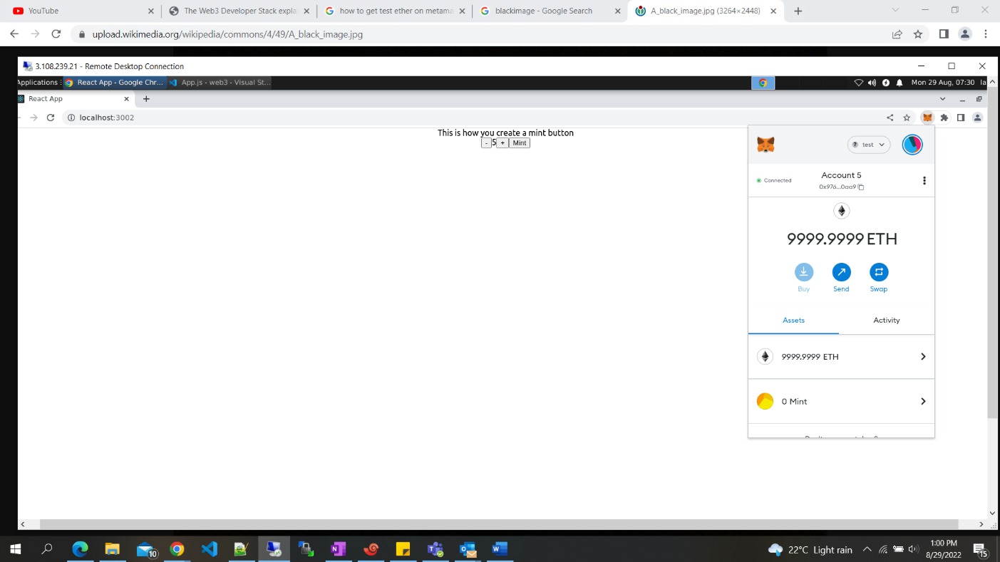 YouTube
The Web3 Developer Stack expla
how to get test ether on metama
blackimage - Google Search
A_black_image.jpg (3264×2448)
upload.wikimedia.org/wikipedia/commons/4/49/A_black_image.jpg
3.108.239.21 - Remote Desktop Connection
Applications
React App - Google Chr...
App.js - web3 - Visual St...
Mon 29 Aug, 07:30
la
React App
localhost:3002
This is how you create a mint button
- 5 + Mint
? test
Connected
Account 5
0x976...0aa9
9999.9999 ETH
Buy
Send
Swap
Assets
Activity
9999.9999 ETH
0 Mint
10
22°C Light rain
1:00 PM
8/29/2022
15